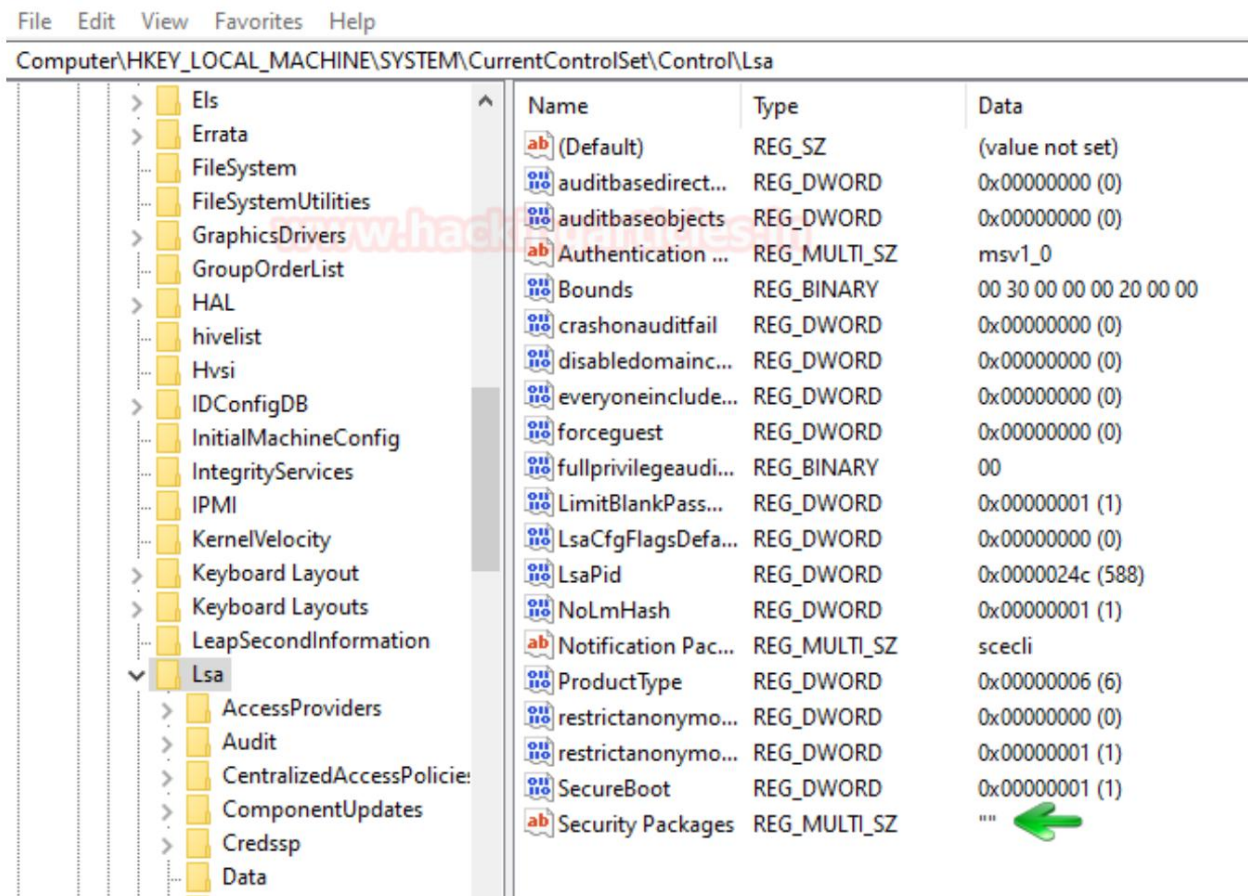 File Edit View Favorites Help
Computer\HKEY_LOCAL_MACHINE\SYSTEM\CurrentControlSet\Control\Lsa
Els
Errata
FileSystem
FileSystemUtilities
GraphicsDrivers
GroupOrderList
HAL
hivelist
Hvsi
IDConfigDB
InitialMachineConfig
IntegrityServices
IPMI
KernelVelocity
Keyboard Layout
Keyboard Layouts
LeapSecondInformation
Lsa
AccessProviders
Audit
CentralizedAccessPolicies
ComponentUpdates
Credssp
Data
Name Type Data
(Default) REG_SZ (value not set)
auditbasedirect... REG_DWORD 0x00000000 (0)
auditbaseobjects REG_DWORD 0x00000000 (0)
Authentication ... REG_MULTI_SZ msv1_0
Bounds REG_BINARY 00 30 00 00 00 20 00 00
crashonauditfail REG_DWORD 0x00000000 (0)
disabledomainc... REG_DWORD 0x00000000 (0)
everyoneinclude... REG_DWORD 0x00000000 (0)
forceguest REG_DWORD 0x00000000 (0)
fullprivilegeaudi... REG_BINARY 00
LimitBlankPass... REG_DWORD 0x00000001 (1)
LsaCfgFlagsDefa... REG_DWORD 0x00000000 (0)
LsaPid REG_DWORD 0x0000024c (588)
NoLmHash REG_DWORD 0x00000001 (1)
Notification Pac... REG_MULTI_SZ scecli
ProductType REG_DWORD 0x00000006 (6)
restrictanonymo... REG_DWORD 0x00000000 (0)
restrictanonymo... REG_DWORD 0x00000001 (1)
SecureBoot REG_DWORD 0x00000001 (1)
Security Packages REG_MULTI_SZ ""